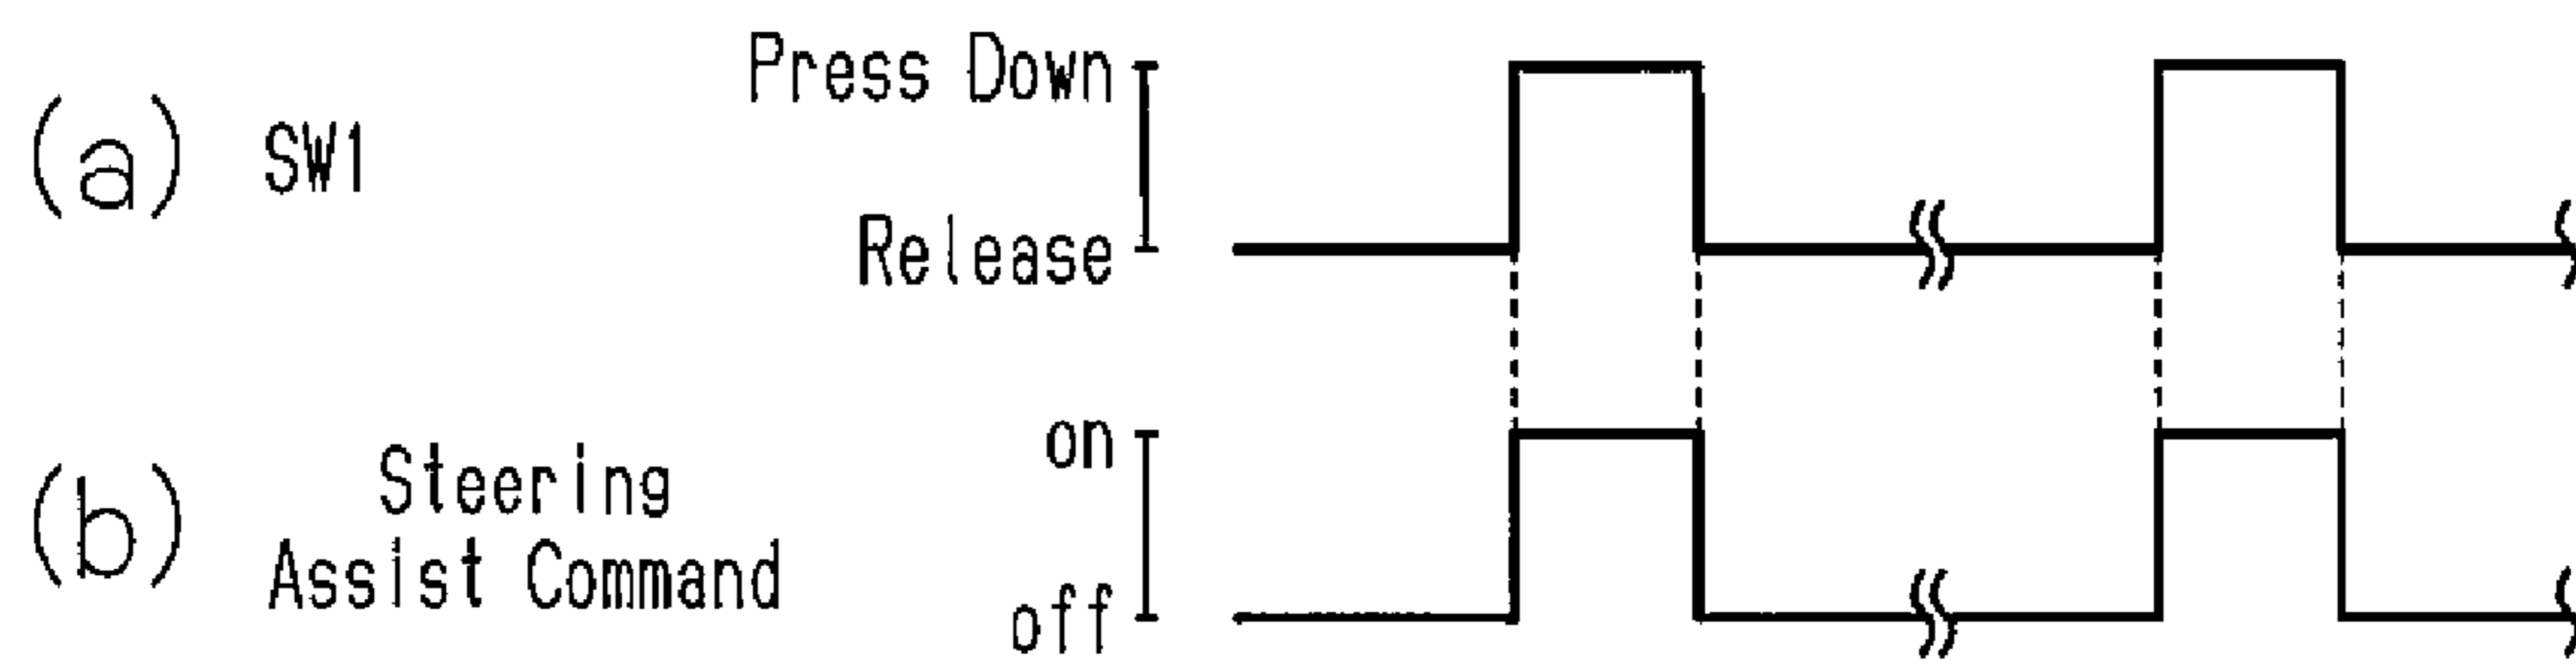 (a) SW1
Press Down
Release
(b) Steering
Assist Command
on
off